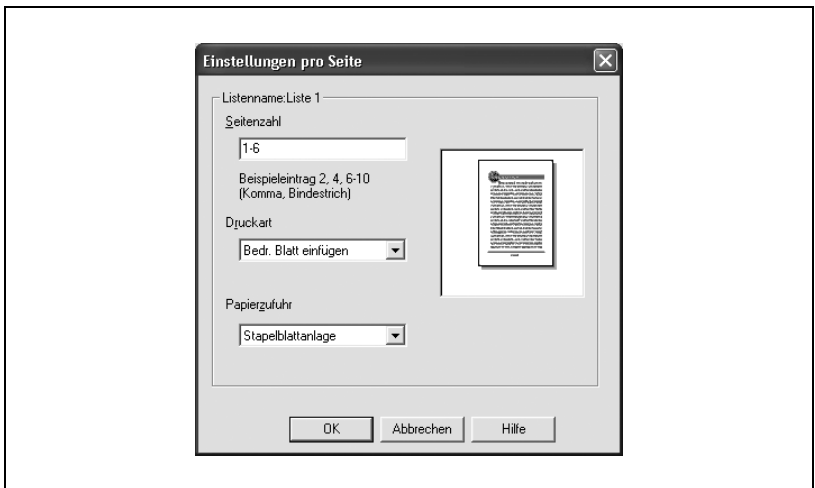 Einstellungen pro Seite
Listenname:Liste 1
Seitenzahl
1-6
Beispieleintrag 2, 4, 6-10
(Komma, Bindestrich)
Druckart
Bedr. Blatt einfügen
Papierzufuhr
Stapelblattanlage
OK Abbrechen Hilfe